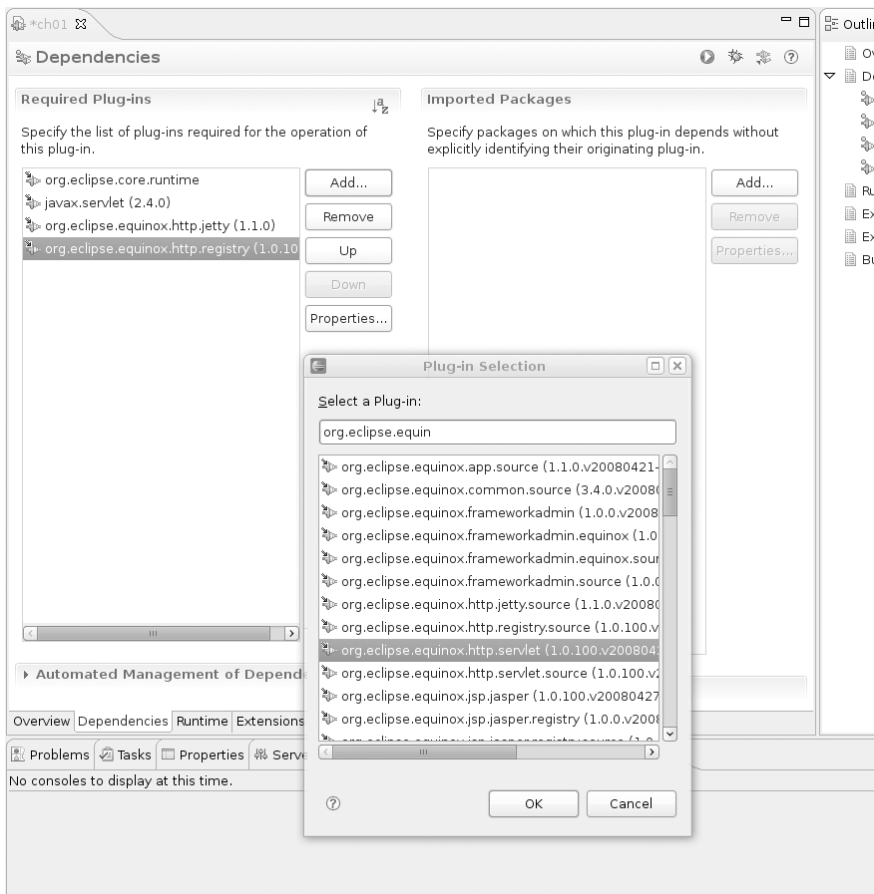 *ch01
Dependencies
Required Plug-ins
Specify the list of plug-ins required for the operation of
this plug-in.
org.eclipse.core.runtime
javax.servlet (2.4.0)
org.eclipse.equinox.http.jetty (1.1.0)
org.eclipse.equinox.http.registry (1.0.10
Add...
Remove
Up
Down
Properties...
Imported Packages
Specify packages on which this plug-in depends without
explicitly identifying their originating plug-in.
Add...
Remove
Properties...
Plug-in Selection
Select a Plug-in:
org.eclipse.equin
org.eclipse.equinox.app.source (1.1.0.v20080421-
org.eclipse.equinox.common.source (3.4.0.v2008
org.eclipse.equinox.frameworkadmin (1.0.0.v2008
org.eclipse.equinox.frameworkadmin.equinox (1.0
org.eclipse.equinox.frameworkadmin.equinox.sour
org.eclipse.equinox.frameworkadmin.source (1.0.0
org.eclipse.equinox.http.jetty.source (1.1.0.v2008
org.eclipse.equinox.http.registry.source (1.0.100.v
org.eclipse.equinox.http.servlet (1.0.100.v200804
org.eclipse.equinox.http.servlet.source (1.0.100.v
org.eclipse.equinox.jsp.jasper (1.0.100.v20080427
org.eclipse.equinox.jsp.jasper.registry (1.0.0.v2008
OK
Cancel
Automated Management of Depend
Overview Dependencies Runtime Extensions
Problems Tasks Properties Serve
No consoles to display at this time.
Outlin
Ov
De
Ru
Ex
Ex
Bu